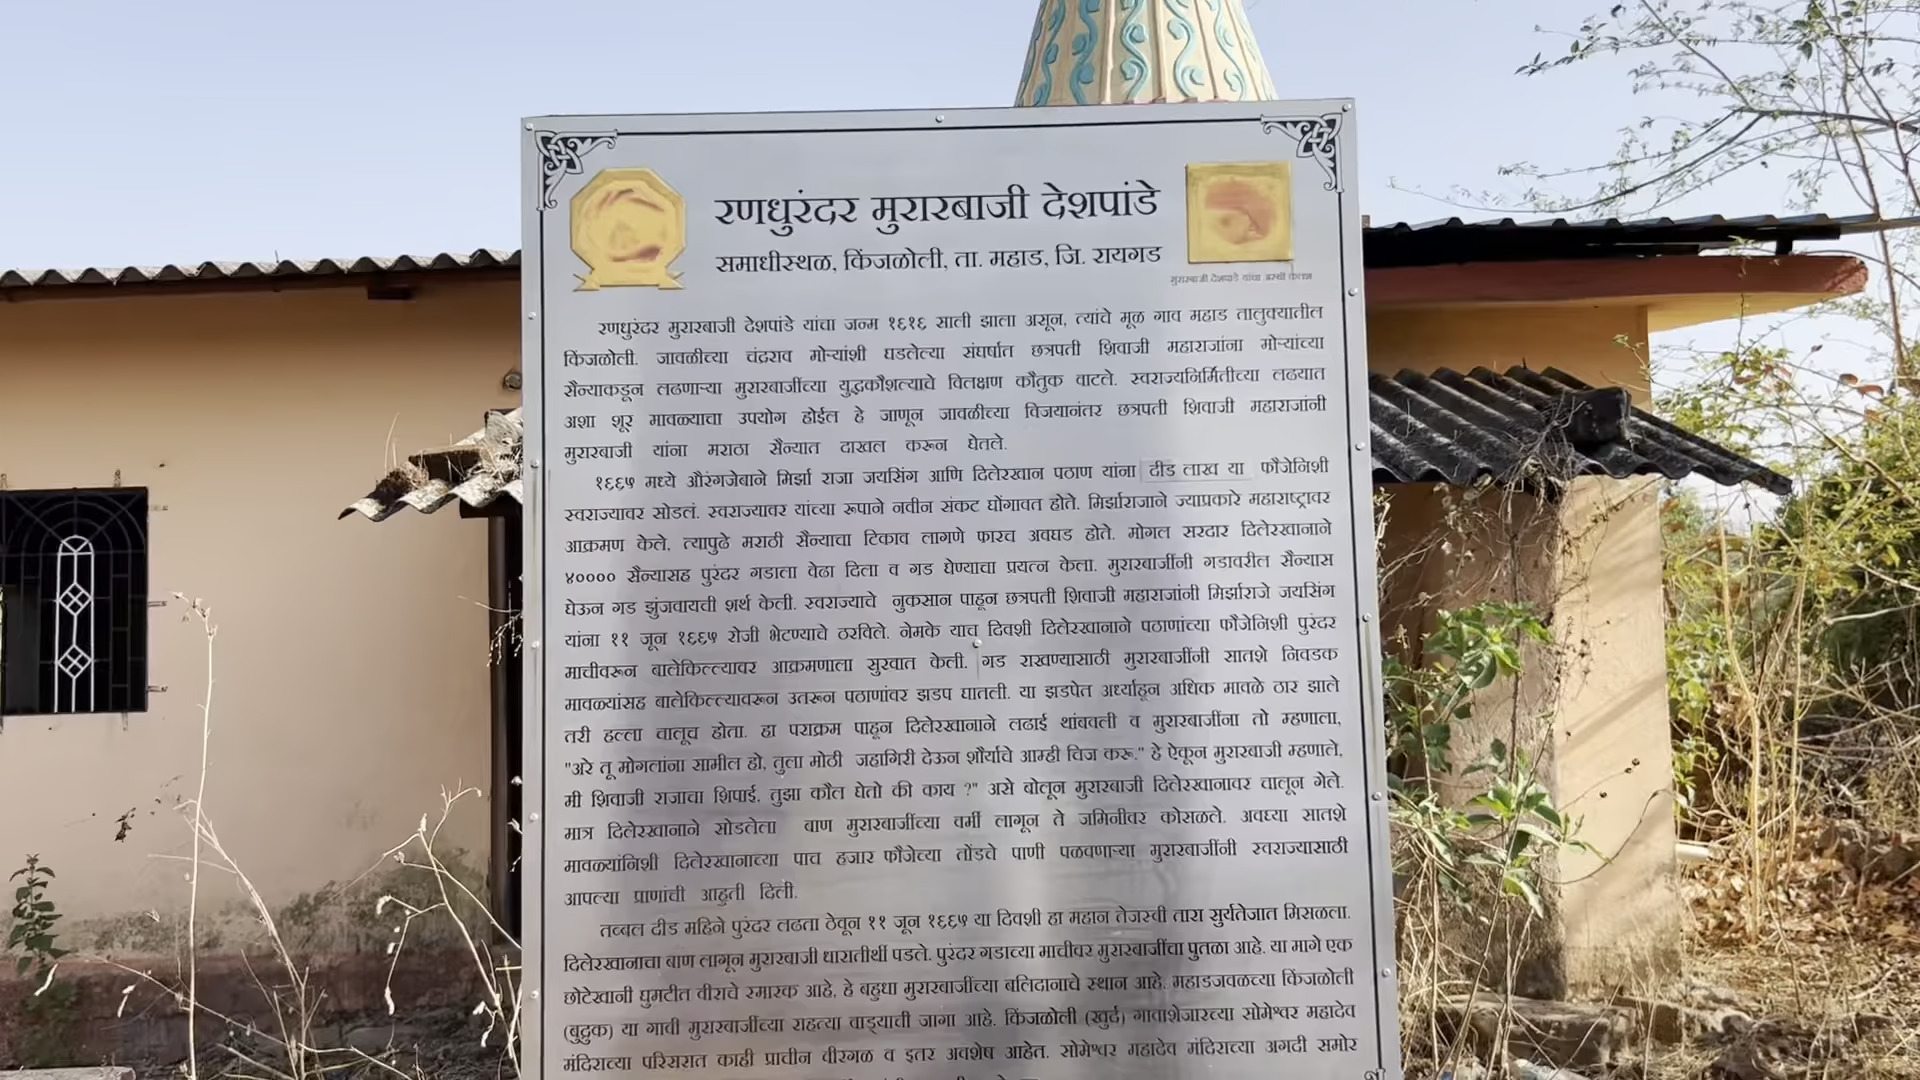 रणधुरंदर मुरारबाजी देशपांडे
समाधीस्थळ, किंजळोली, ता. महाड, जि. रायगड
मुरारबाजी देशपांडे यांचा अस्थी कलश
रणधुरंदर मुरारबाजी देशपांडे यांचा जन्म १६१६ साली झाला असून, त्यांचे मूळ गाव महाड तालुक्यातील
किंजळोली. जावळीच्या चंद्रराव मोऱ्यांशी घडलेल्या संघर्षात छत्रपती शिवाजी महाराजांना मोऱ्यांच्या
सैन्याकडून लढणाऱ्या मुरारबाजींच्या युद्धकौशल्याचे विलक्षण कौतुक वाटले. स्वराज्यनिर्मितीच्या लढयात
अशा शूर मावळ्याचा उपयोग होईल हे जाणून जावळीच्या विजयानंतर छत्रपती शिवाजी महाराजांनी
मुरारबाजी यांना मराठा सैन्यात दाखल करून घेतले.
१६६५ मध्ये औरंगजेबाने मिर्झा राजा जयसिंग आणि दिलेरखान पठाण यांना दीड लाख या फौजेनिशी
स्वराज्यावर सोडलं. स्वराज्यावर यांच्या रूपाने नवीन संकट घोंगावत होते. मिर्झाराजाने ज्याप्रकारे महाराष्ट्रावर
आक्रमण केले, त्यापुढे मराठी सैन्याचा टिकाव लागणे फारच अवघड होते. मोगल सरदार दिलेरखानाने
४०००० सैन्यासह पुरंदर गडाला वेढा दिला व गड घेण्याचा प्रयत्न केला. मुरारबाजींनी गडावरील सैन्यास
घेऊन गड झुंजवायची शर्थ केली. स्वराज्याचे नुकसान पाहून छत्रपती शिवाजी महाराजांनी मिर्झाराजे जयसिंग
यांना ११ जून १६६५ रोजी भेटण्याचे ठरविले. नेमके याच दिवशी दिलेरखानाने पठाणांच्या फौजेनिशी पुरंदर
माचीवरून बालेकिल्ल्यावर आक्रमणाला सुरवात केली. गड राखण्यासाठी मुरारबाजींनी सातशे निवडक
मावळ्यांसह बालेकिल्ल्यावरून उतरून पठाणांवर झडप घातली. या झडपेत अर्ध्याहून अधिक मावळे ठार झाले
तरी हल्ला चालूच होता. हा पराक्रम पाहून दिलेरखानाने लढाई थांबवली व मुरारबाजींना तो म्हणाला,
"अरे तू मोगलांना सामील हो, तुला मोठी जहागिरी देऊन शौर्याचे आम्ही चिज करू." हे ऐकून मुरारबाजी म्हणाले,
मी शिवाजी राजाचा शिपाई, तुझा कौल घेतो की काय ?" असे बोलून मुरारबाजी दिलेरखानावर चालून गेले.
मात्र दिलेरखानाने सोडलेला बाण मुरारबाजींच्या वर्मी लागून ते जमिनीवर कोसळले. अवघ्या सातशे
मावळ्यांनिशी दिलेरखानाच्या पाच हजार फौजेच्या तोंडचे पाणी पळवणाऱ्या मुरारबाजींनी स्वराज्यासाठी
आपल्या प्राणांची आहुती दिली.
तब्बल दीड महिने पुरंदर लढता ठेवून ११ जून १६६५ या दिवशी हा महान तेजस्वी तारा सुर्यतेजात मिसळला.
दिलेरखानाचा बाण लागून मुरारबाजी धारातीर्थी पडले. पुरंदर गडाच्या माचीवर मुरारबाजींचा पुतळा आहे. या मागे एक
छोटेखानी घुमटीत वीराचे स्मारक आहे, हे बहुधा मुरारबाजींच्या बलिदानाचे स्थान आहे. महाडजवळच्या किंजळोली
(बुद्रुक) या गावी मुरारबाजींच्या राहत्या वाड्याची जागा आहे. किंजळोली (खुर्द) गावाशेजारच्या सोमेश्वर महादेव
मंदिराच्या परिसरात काही प्राचीन वीरगळ व इतर अवशेष आहेत. सोमेश्वर महादेव मंदिराच्या अगदी समोर